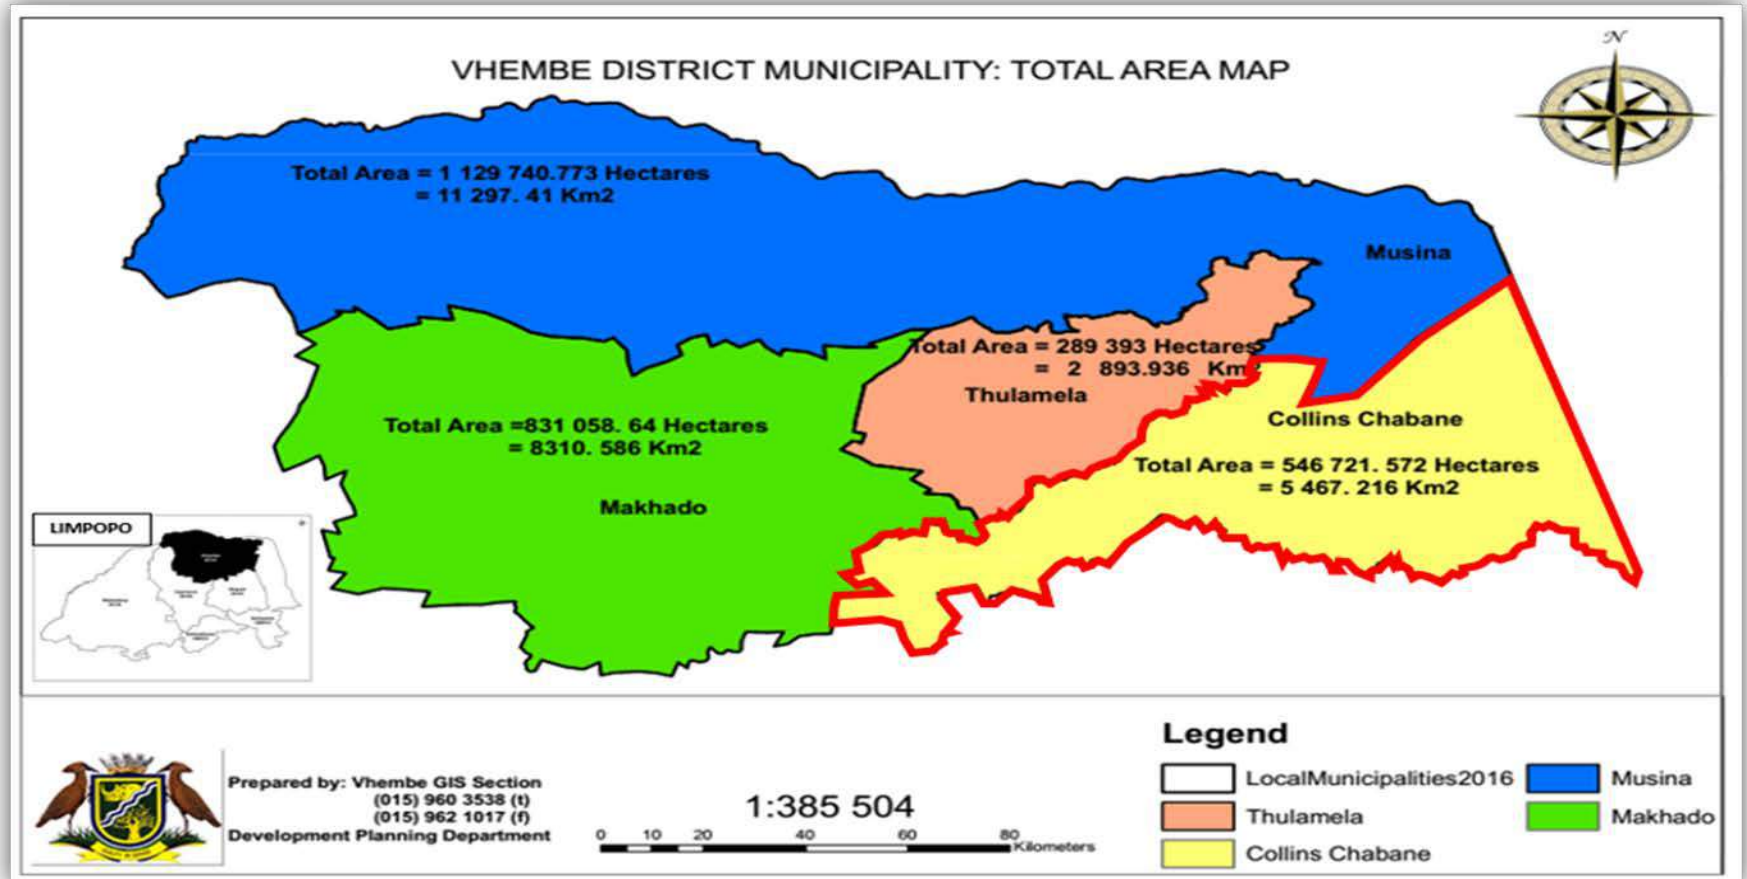 VHEMBE DISTRICT MUNICIPALITY: TOTAL AREA MAP
N
Total Area = 1 129 740.773 Hectares
= 11 297. 41 Km2
Musina
Total Area = 289 393 Hectares
= 2 893.936 Km2
Thulamela
Collins Chabane
Total Area =831 058. 64 Hectares
= 8310. 586 Km2
Total Area = 546 721. 572 Hectares
= 5 467. 216 Km2
Makhado
LIMPOPO
Legend
LocalMunicipalities2016
Musina
Thulamela
Makhado
Collins Chabane
Prepared by: Vhembe GIS Section
(015) 960 3538 (t)
(015) 962 1017 (f)
Development Planning Department
1:385 504
0 10 20 40 60 80
Kilometers